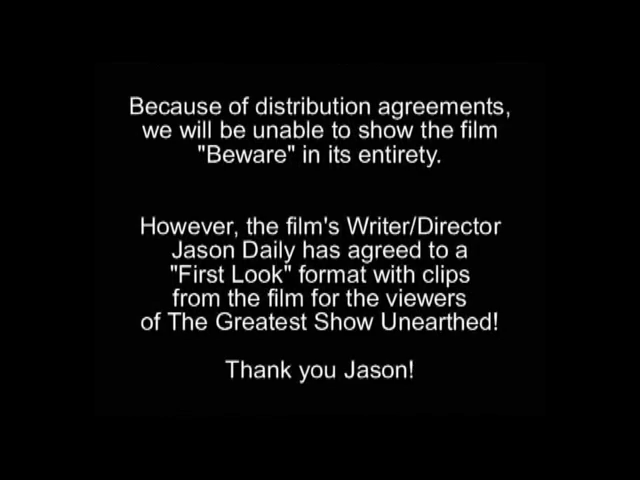 Because of distribution agreements,
we will be unable to show the film
"Beware" in its entirety.
However, the film's Writer/Director
Jason Daily has agreed to a
"First Look" format with clips
from the film for the viewers
of The Greatest Show Unearthed!
Thank you Jason!